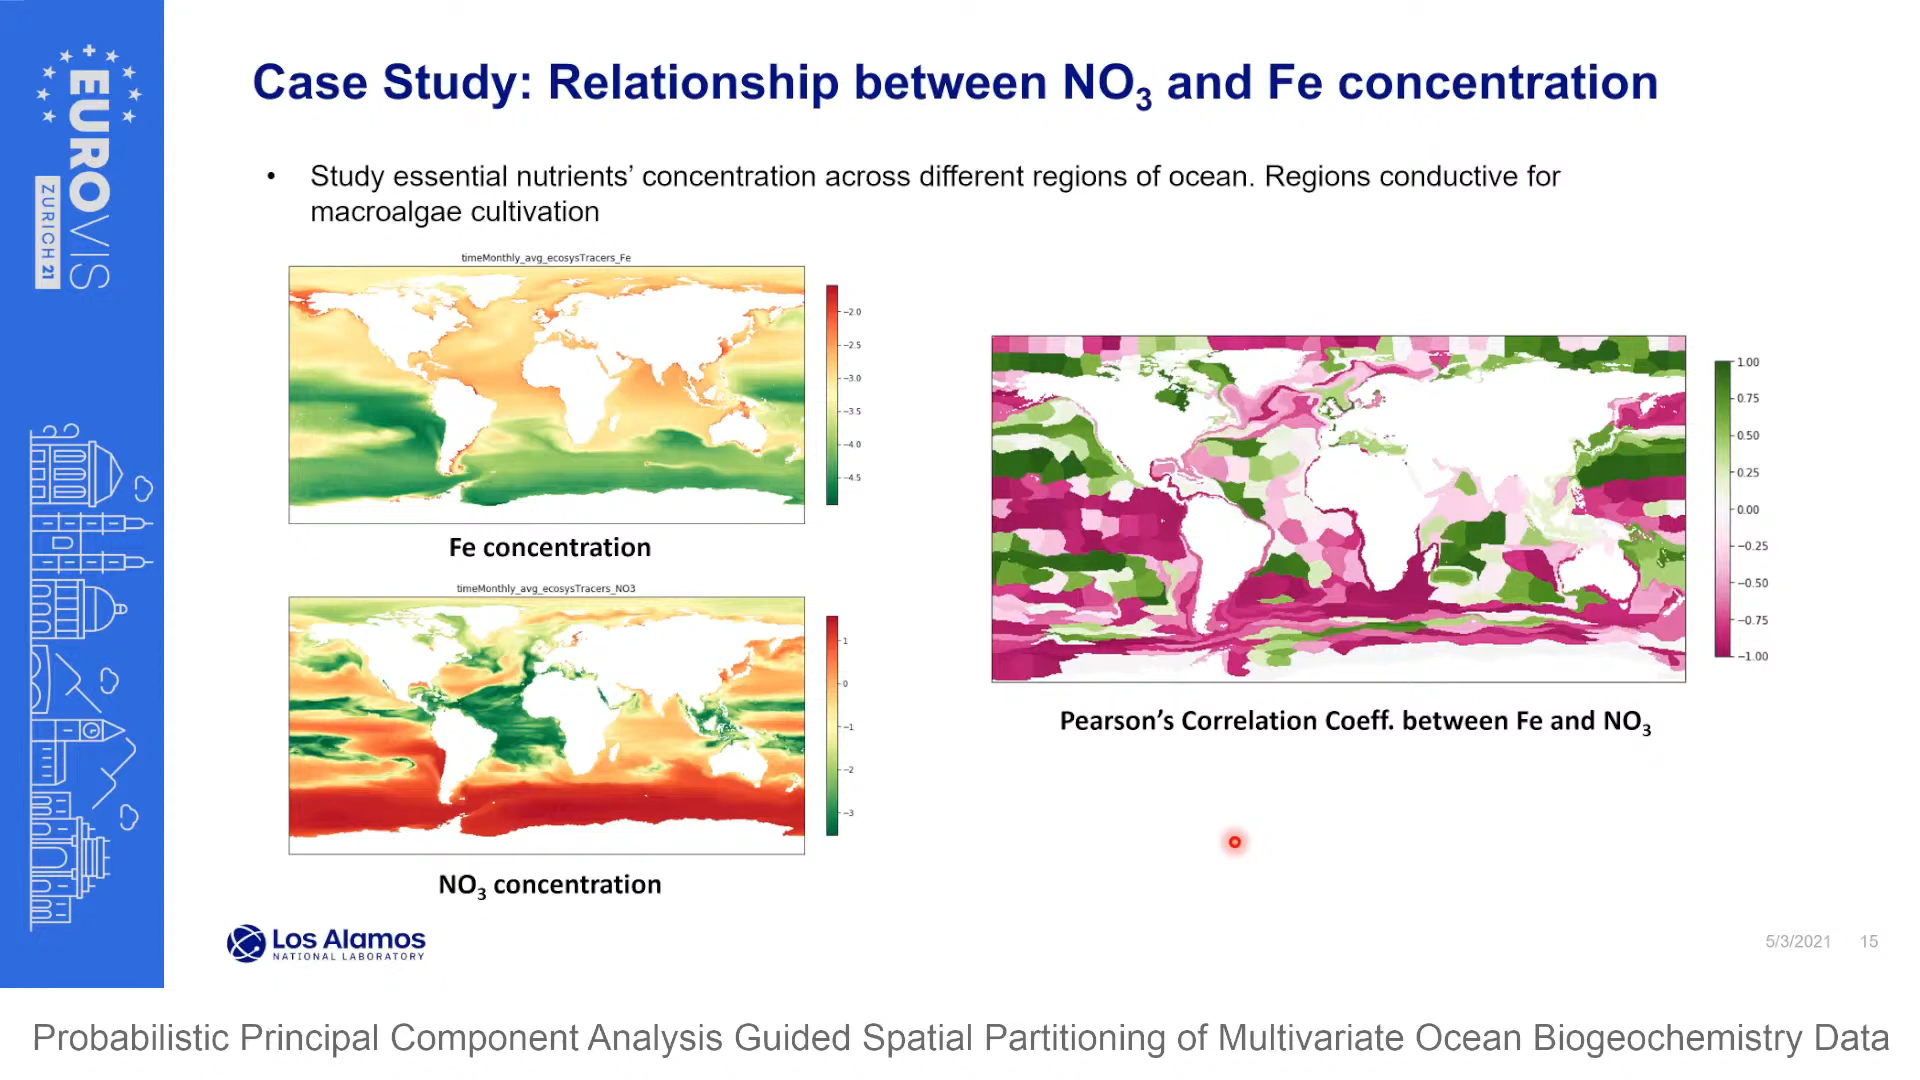 EUROVIS
ZURICH 21
Case Study: Relationship between NO3 and Fe concentration
• Study essential nutrients’ concentration across different regions of ocean. Regions conductive for
macroalgae cultivation
timeMonthly_avg_ecosysTracers_Fe
−2.0
−2.5
−3.0
−3.5
−4.0
−4.5
Fe concentration
timeMonthly_avg_ecosysTracers_NO3
1
0
−1
−2
−3
NO3 concentration
1.00
0.75
0.50
0.25
0.00
−0.25
−0.50
−0.75
−1.00
Pearson’s Correlation Coeff. between Fe and NO3
Los Alamos
NATIONAL LABORATORY
5/3/2021 15
Probabilistic Principal Component Analysis Guided Spatial Partitioning of Multivariate Ocean Biogeochemistry Data